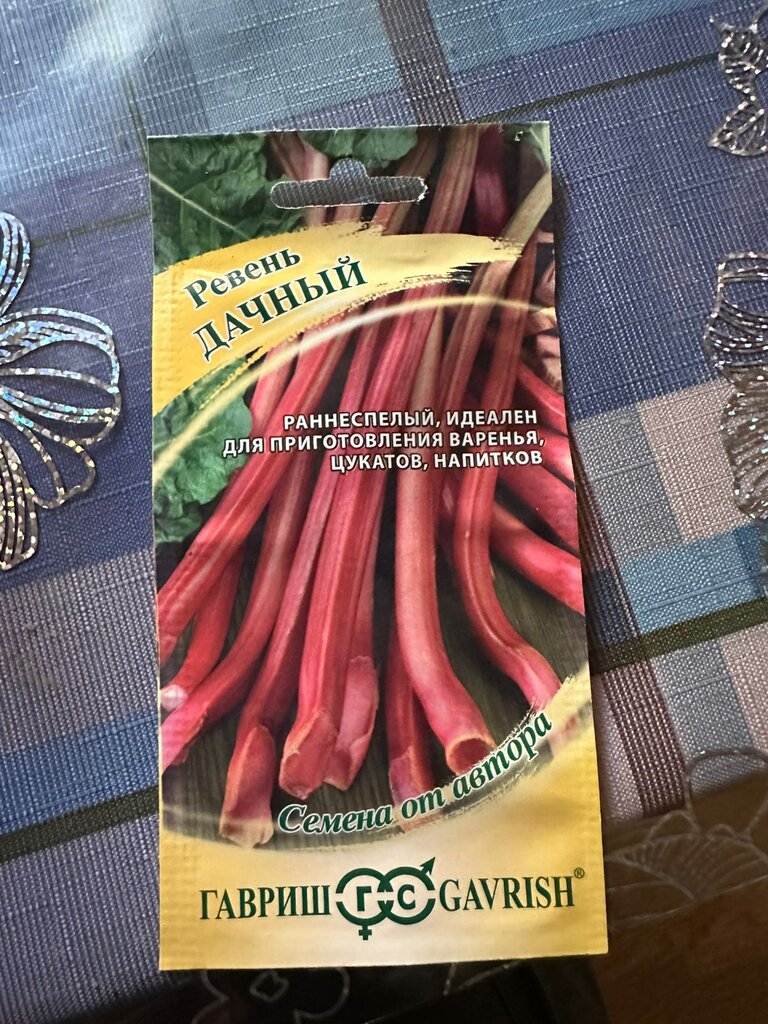 Ревень
ДАЧНЫЙ
РАННЕСПЕЛЫЙ, ИДЕАЛЕН
ДЛЯ ПРИГОТОВЛЕНИЯ ВАРЕНЬЯ,
ЦУКАТОВ, НАПИТКОВ
Семена от автора
ГАВРИШ ГС GAVRISH®